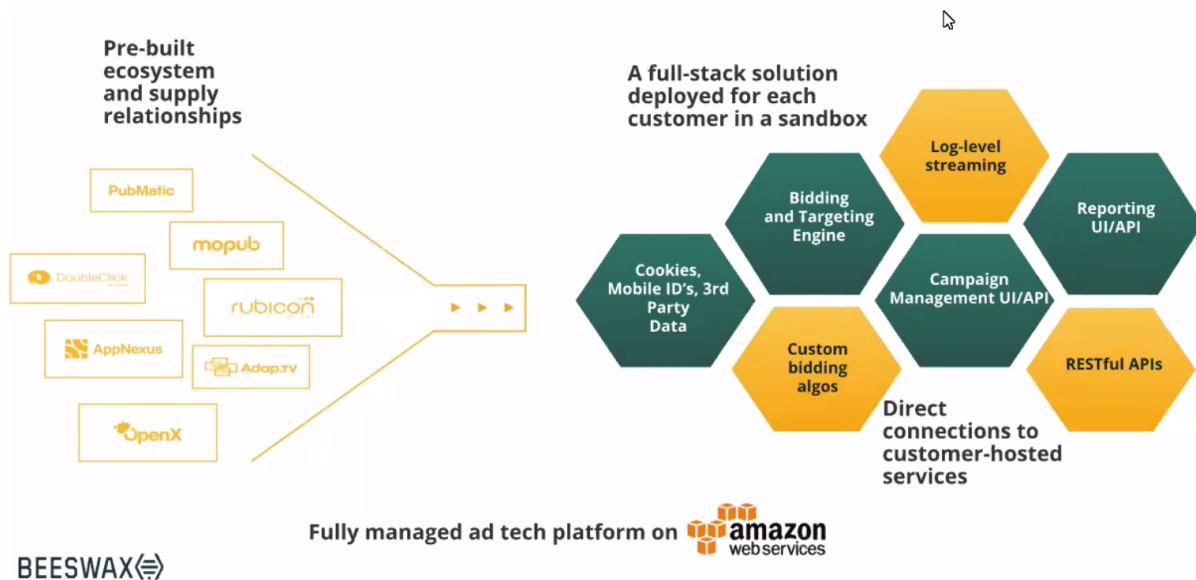 Pre-built
ecosystem
and supply
relationships
PubMatic
mopub
DoubleClick
rubicon
AppNexus
Adap.tv
OpenX
A full-stack solution
deployed for each
customer in a sandbox
Log-level
streaming
Bidding
and Targeting
Engine
Reporting
UI/API
Cookies,
Mobile ID's, 3rd
Party
Data
Campaign
Management UI/API
Custom
bidding
algos
RESTful APIs
Direct
connections to
customer-hosted
services
Fully managed ad tech platform on
amazon
webservices
BEESWAX